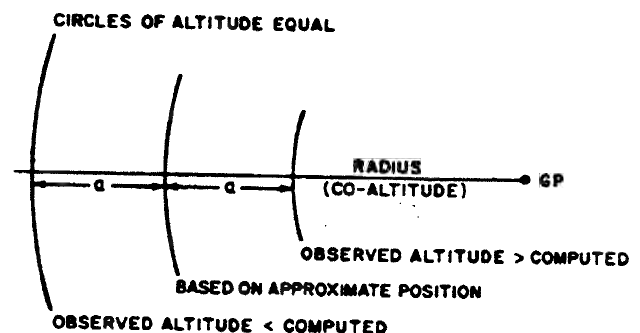 CIRCLES OF ALTITUDE EQUAL
RADIUS
a
a
(CO-ALTITUDE)
GP
OBSERVED ALTITUDE > COMPUTED
BASED ON APPROXIMATE POSITION
OBSERVED ALTITUDE < COMPUTED